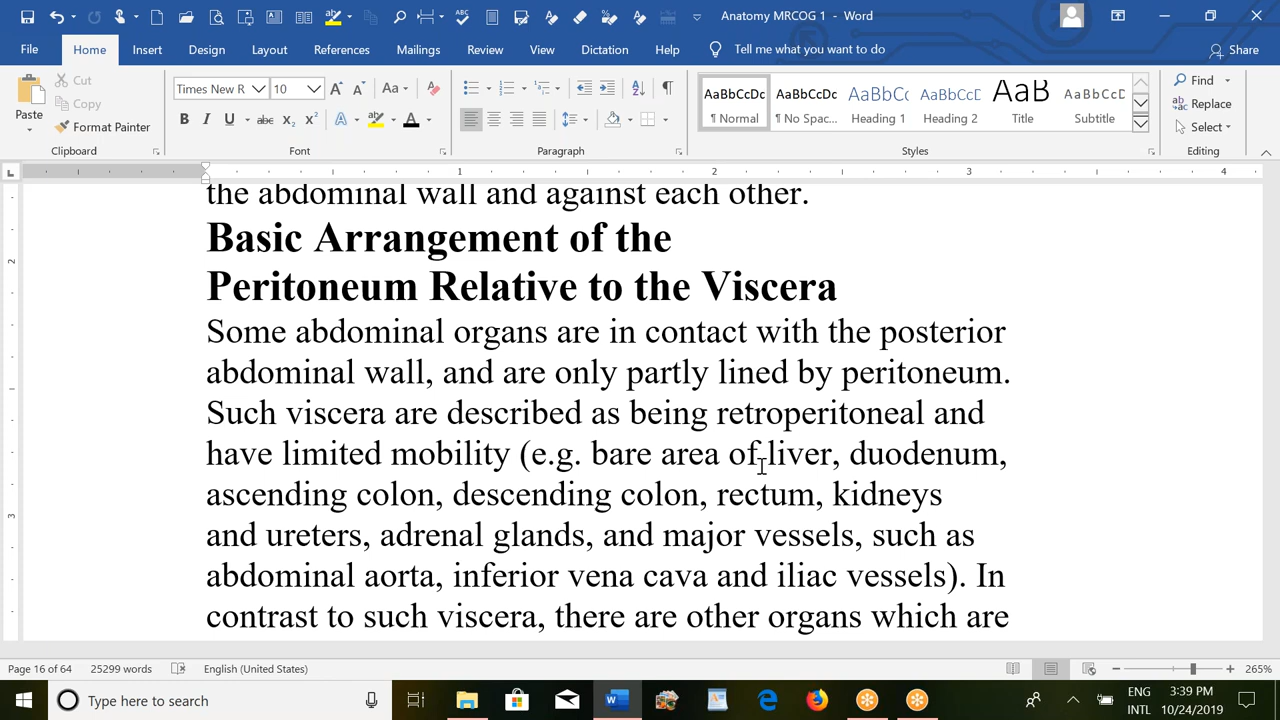 Anatomy MRCOG 1 - Word
File Home Insert Design Layout References Mailings Review View Dictation Help Tell me what you want to do Share
Cut
Copy
Paste
Format Painter
Clipboard
Times New R 10
Font
Paragraph
AaBbCcDc AaBbCcDc AaBbCc AaBbCcD AaB AaBbCcD
¶ Normal ¶ No Spac... Heading 1 Heading 2 Title Subtitle
Styles
Find
Replace
Select
Editing
1 2 3 4
the abdominal wall and against each other.
Basic Arrangement of the
Peritoneum Relative to the Viscera
Some abdominal organs are in contact with the posterior
abdominal wall, and are only partly lined by peritoneum.
Such viscera are described as being retroperitoneal and
have limited mobility (e.g. bare area of liver, duodenum,
ascending colon, descending colon, rectum, kidneys
and ureters, adrenal glands, and major vessels, such as
abdominal aorta, inferior vena cava and iliac vessels). In
contrast to such viscera, there are other organs which are
2
3
Page 16 of 64 25299 words English (United States) 265%
Type here to search
ENG 3:39 PM
INTL 10/24/2019